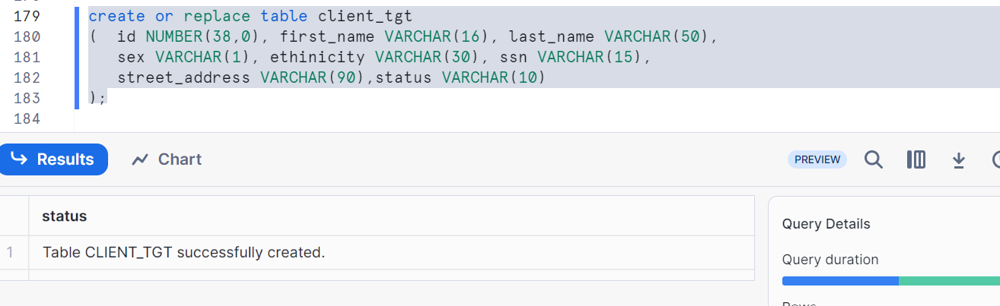 179 create or replace table client_tgt
180 ( id NUMBER(38,0), first_name VARCHAR(16), last_name VARCHAR(50),
181 sex VARCHAR(1), ethinicity VARCHAR(30), ssn VARCHAR(15),
182 street_address VARCHAR(90),status VARCHAR(10)
183 );
184
Results Chart PREVIEW
status
1 Table CLIENT_TGT successfully created.
Query Details
Query duration